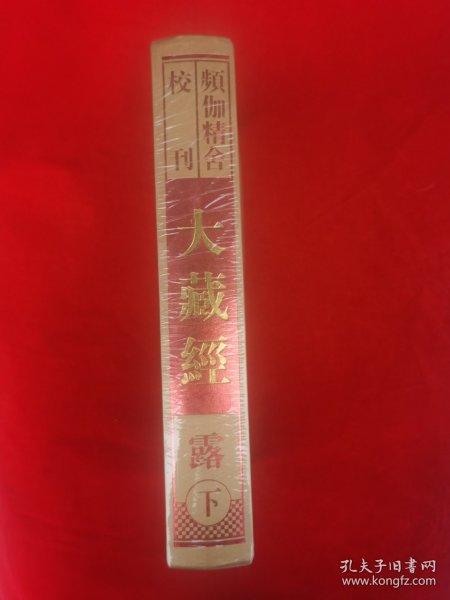 頻伽精舍
校刊
大藏經
露
下
孔夫子旧书网
www.kongfz.com